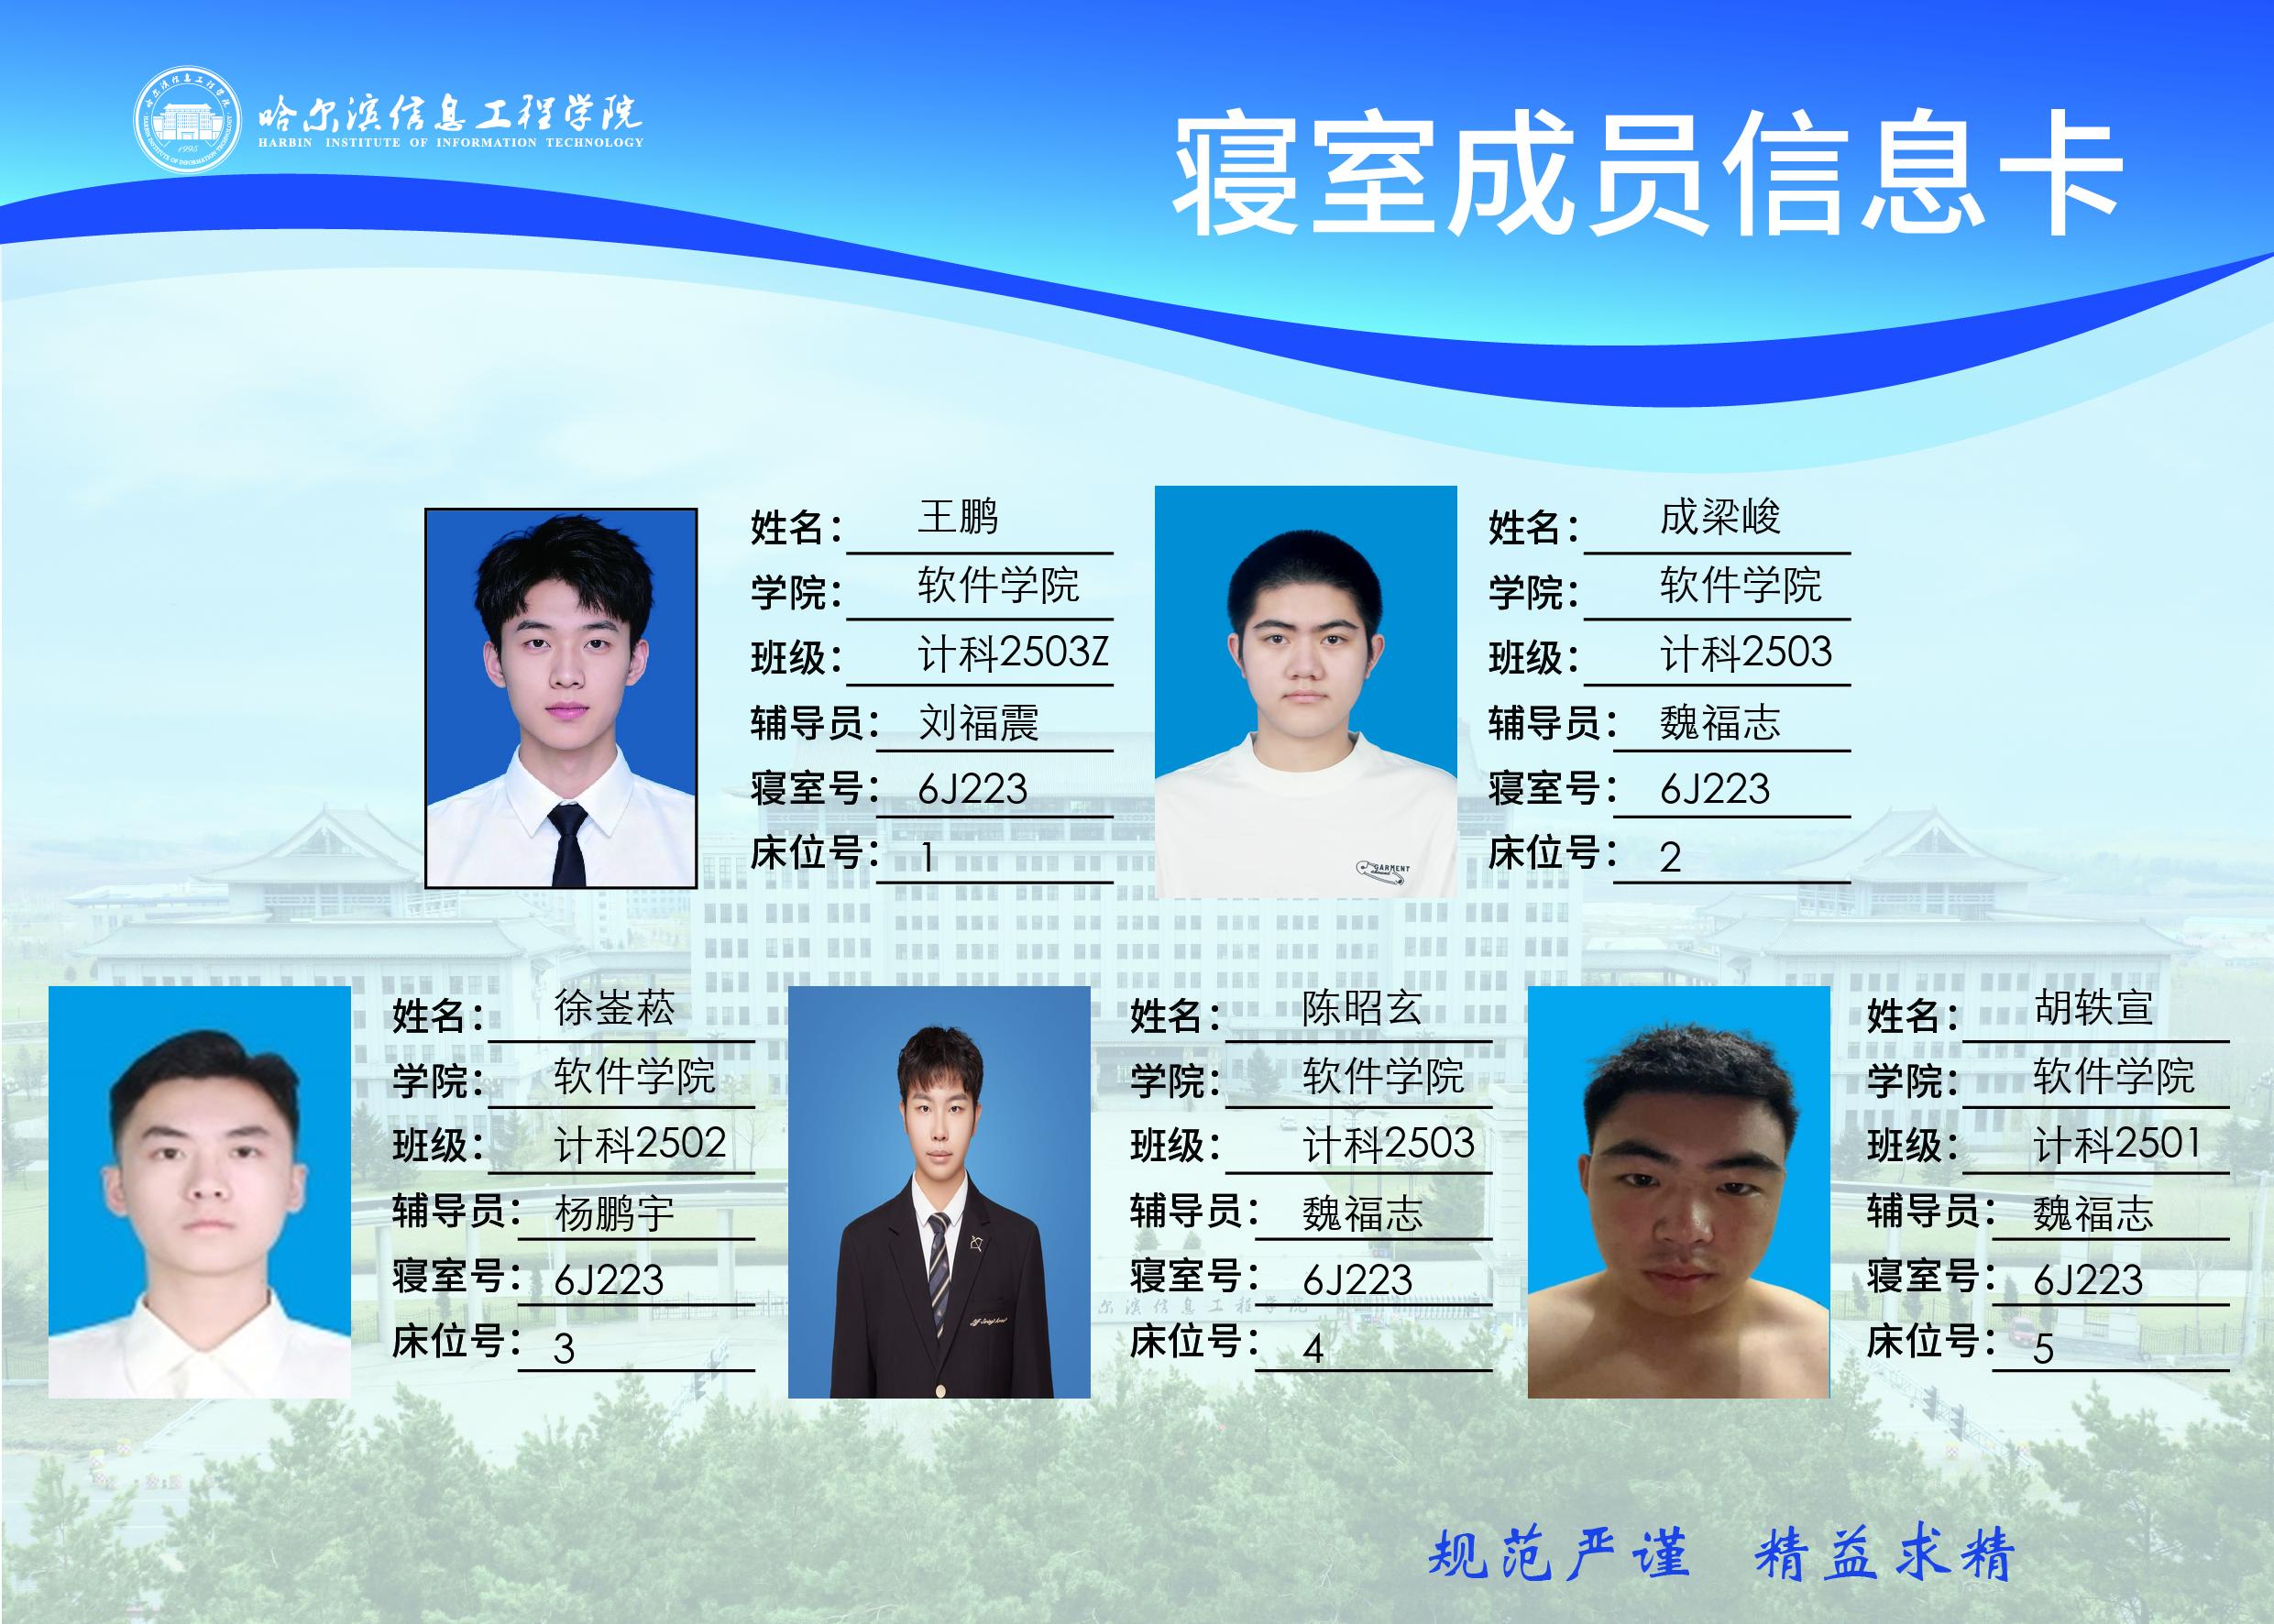 哈尔滨信息工程学院
HARBIN INSTITUTE OF INFORMATION TECHNOLOGY
1995
寝室成员信息卡
姓名: 王鹏
学院: 软件学院
班级: 计科2503Z
辅导员: 刘福震
寝室号: 6J223
床位号: 1
GARMENT
姓名: 成梁峻
学院: 软件学院
班级: 计科2503
辅导员: 魏福志
寝室号: 6J223
床位号: 2
姓名: 徐崟菘
学院: 软件学院
班级: 计科2502
辅导员: 杨鹏宇
寝室号: 6J223
床位号: 3
姓名: 陈昭玄
学院: 软件学院
班级: 计科2503
辅导员: 魏福志
寝室号: 6J223
床位号: 4
姓名: 胡轶宣
学院: 软件学院
班级: 计科2501
辅导员: 魏福志
寝室号: 6J223
床位号: 5
规范严谨 精益求精